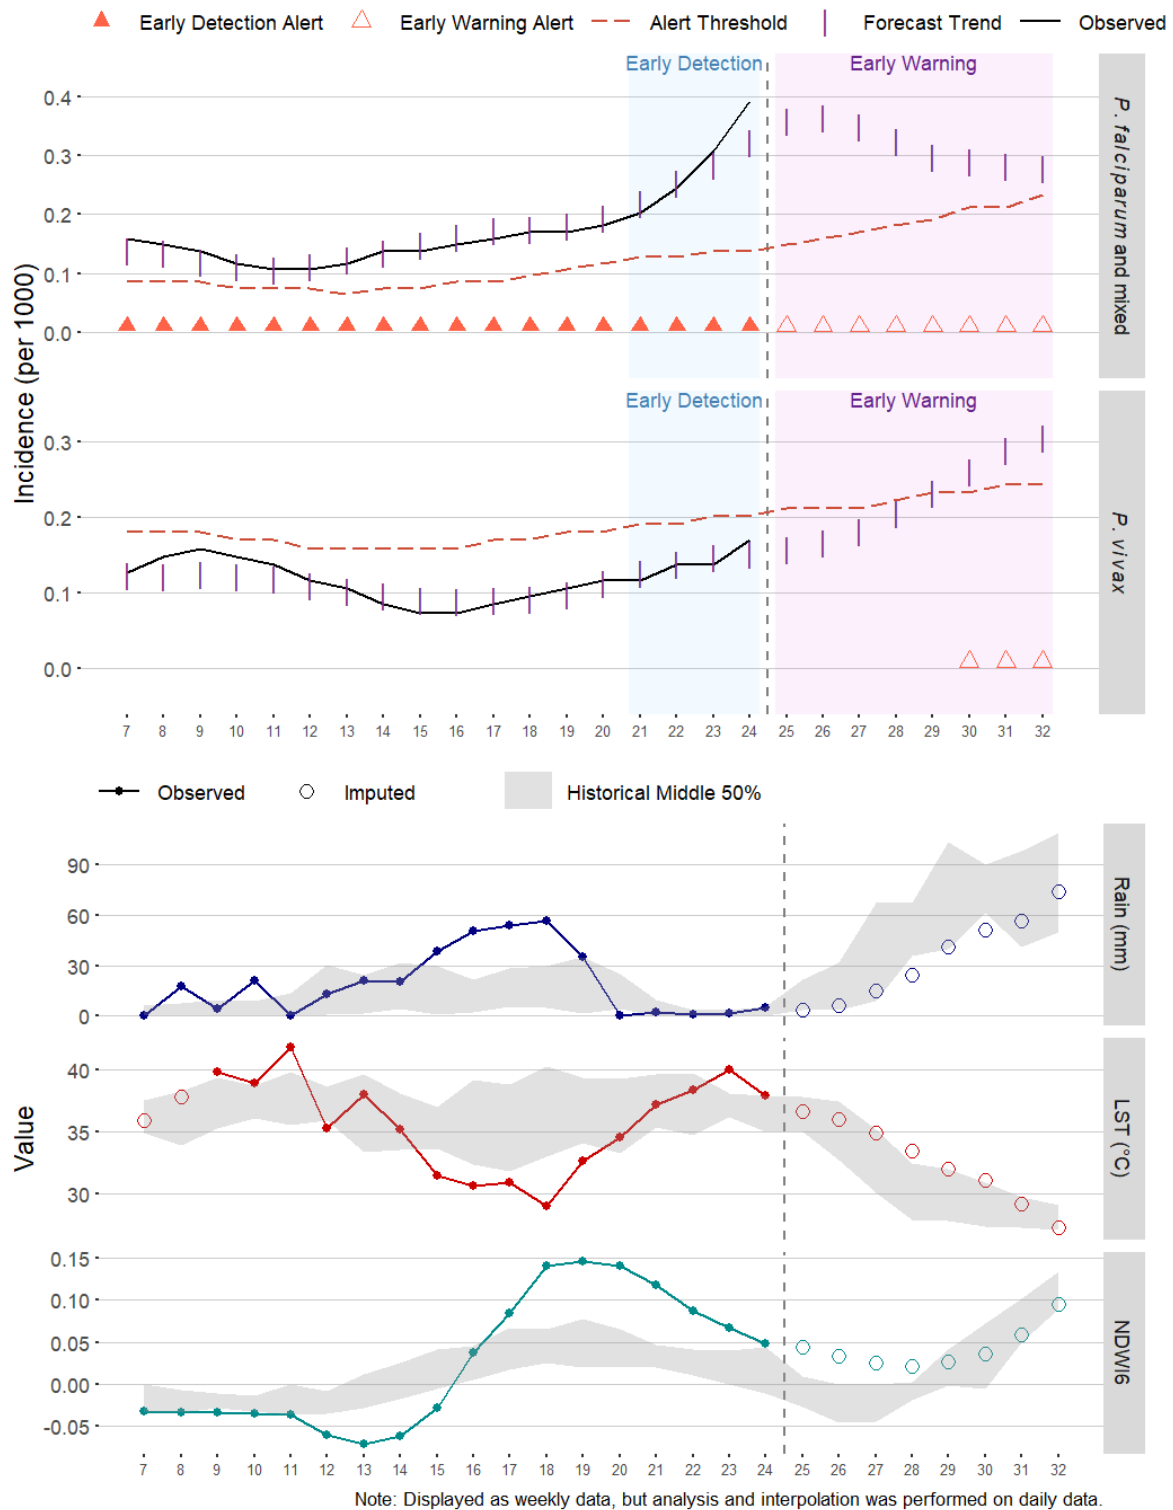 Early Detection Alert Early Warning Alert Alert Threshold Forecast Trend Observed
Early Detection Early Warning
0.4
0.3
0.2
0.1
0.0
P. falciparum and mixed
Incidence (per 1000)
Early Detection Early Warning
0.3
0.2
0.1
0.0
P. vivax
7 8 9 10 11 12 13 14 15 16 17 18 19 20 21 22 23 24 25 26 27 28 29 30 31 32
Observed Imputed Historical Middle 50%
90
60
30
0
Rain (mm)
40
35
30
LST (°C)
Value
0.15
0.10
0.05
0.00
-0.05
NDWI6
7 8 9 10 11 12 13 14 15 16 17 18 19 20 21 22 23 24 25 26 27 28 29 30 31 32
Note: Displayed as weekly data, but analysis and interpolation was performed on daily data.